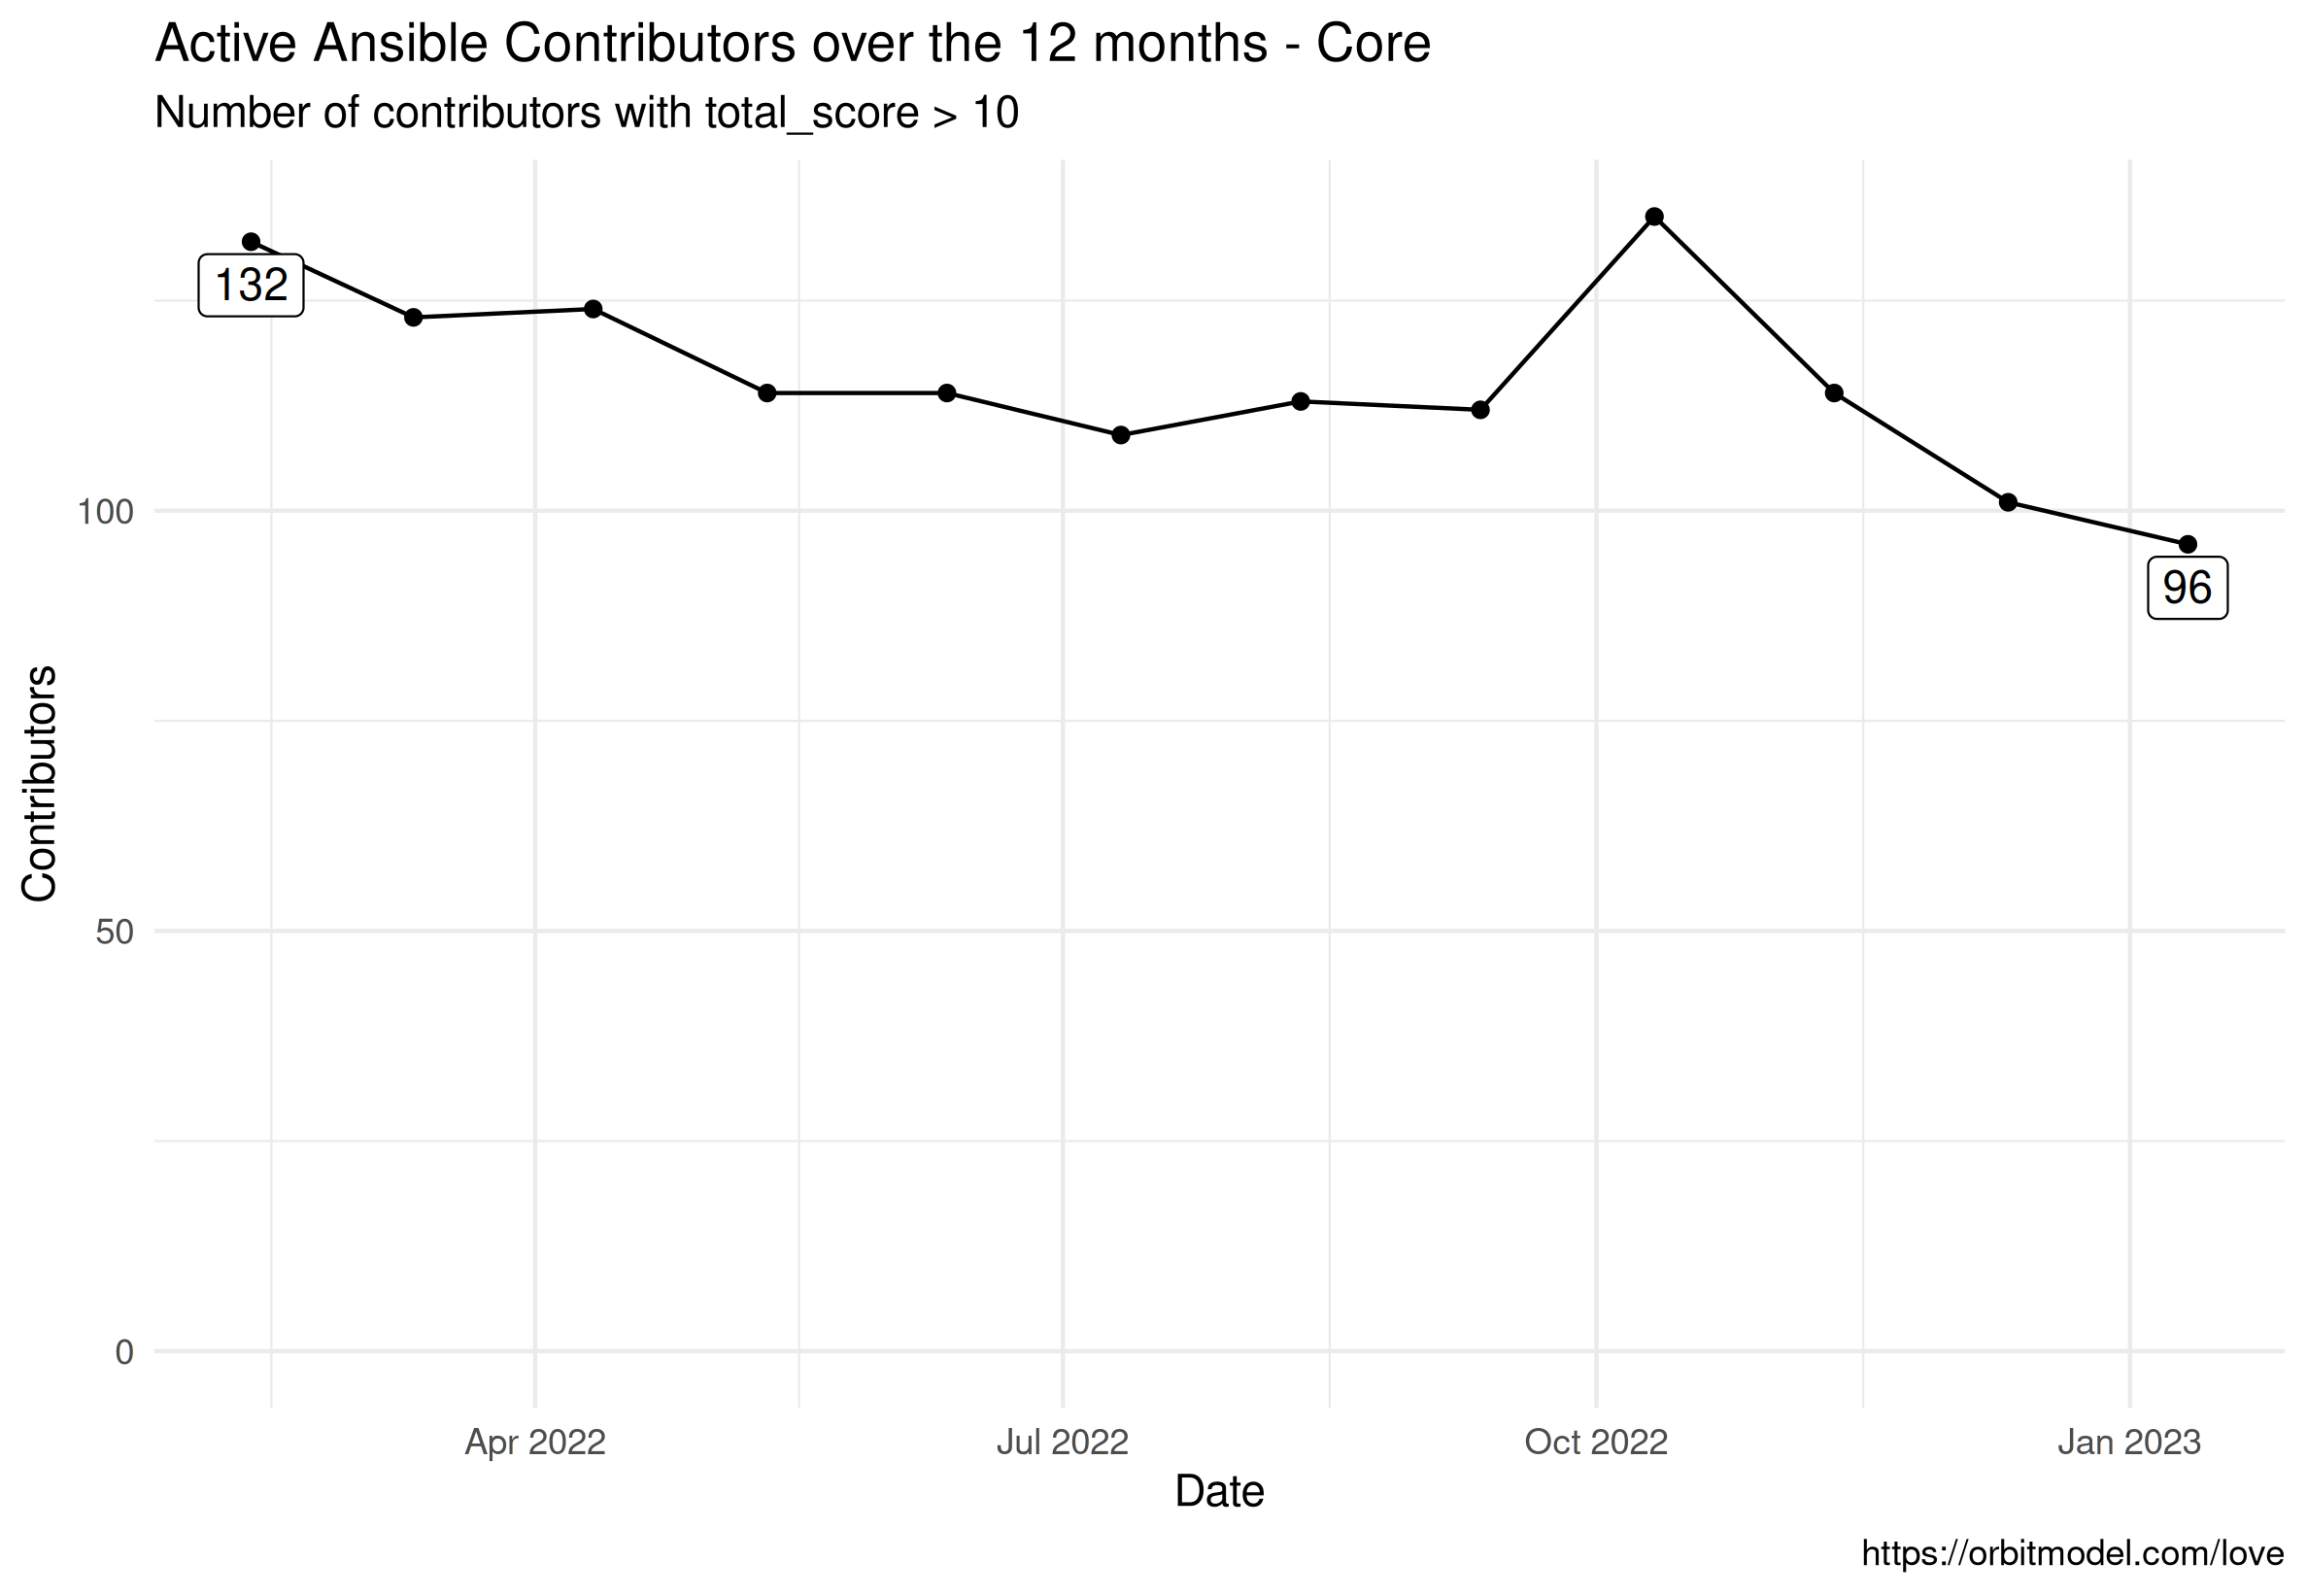 Active Ansible Contributors over the 12 months - Core
Number of contributors with total_score > 10
132
96
Contributors
100
50
0
Apr 2022
Jul 2022
Oct 2022
Jan 2023
Date
https://orbitmodel.com/love